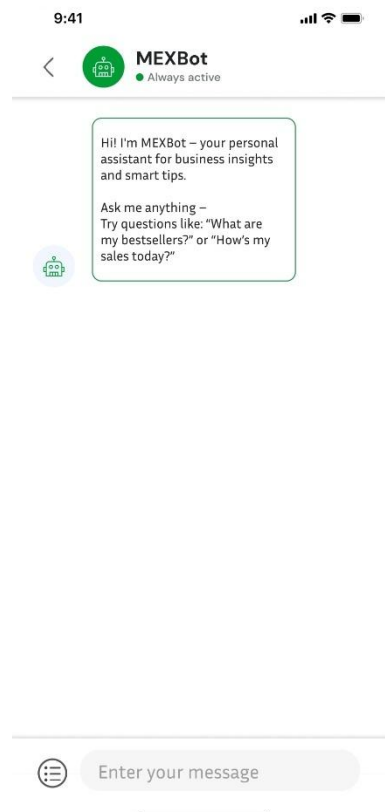 9:41
MEXBot
Always active
Hi! I'm MEXBot – your personal
assistant for business insights
and smart tips.
Ask me anything –
Try questions like: “What are
my bestsellers?” or “How’s my
sales today?”
Enter your message